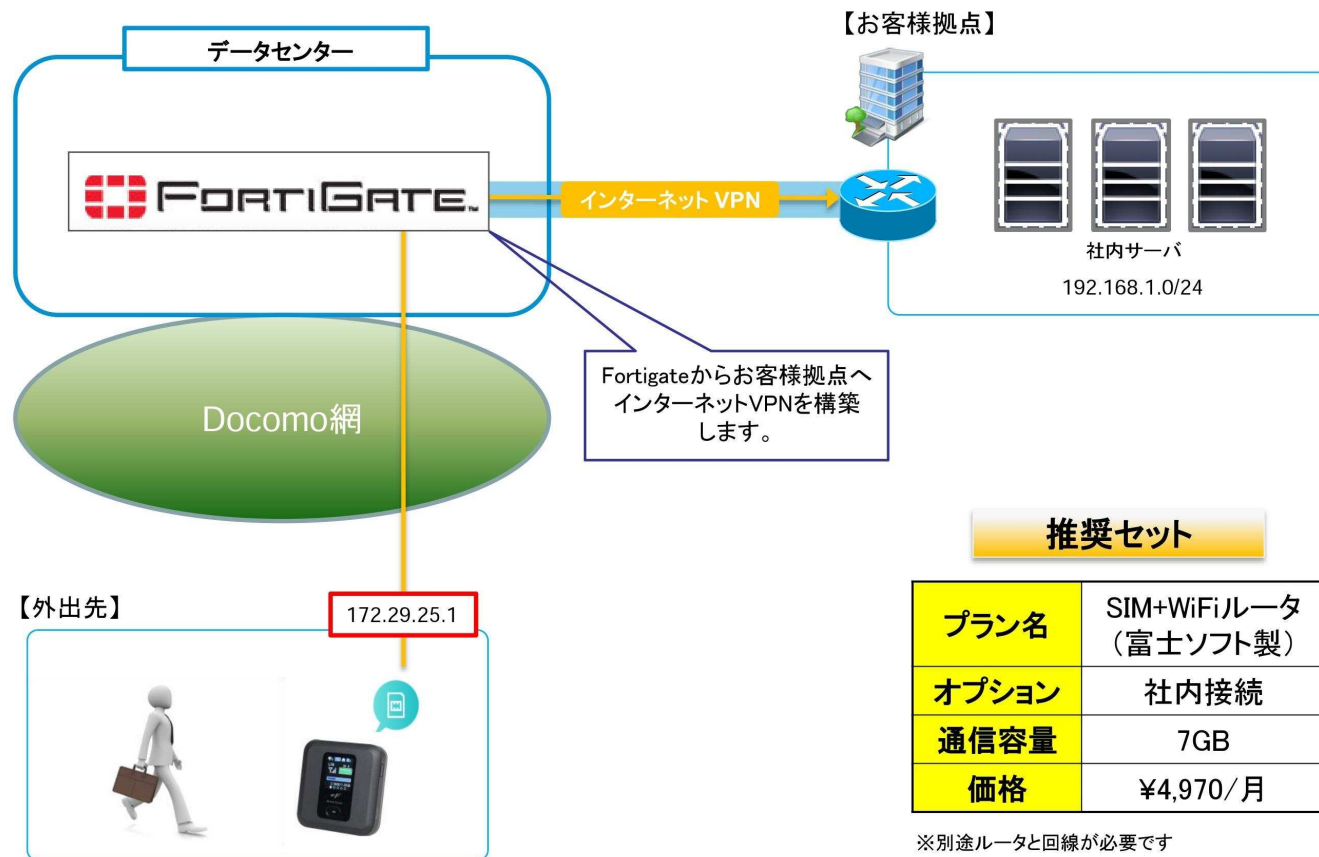 データセンター
【お客様拠点】
FORTIGATE
インターネット VPN
社内サーバ
192.168.1.0/24
Fortigateからお客様拠点へ
インターネットVPNを構築
します。
Docomo網
【外出先】
172.29.25.1
推奨セット
プラン名 SIM+WiFiルータ
（富士ソフト製）
オプション 社内接続
通信容量 7GB
価格 ¥4,970/月
※別途ルータと回線が必要です